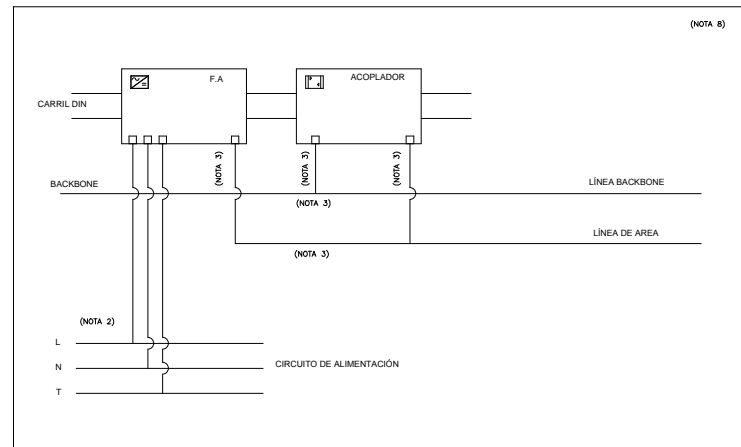 (NOTA 8)
F.A
ACOPLADOR
CARRIL DIN
(NOTA 3)
(NOTA 3)
(NOTA 3)
BACKBONE
LÍNEA BACKBONE
(NOTA 3)
LÍNEA DE AREA
(NOTA 3)
(NOTA 2)
L
N
CIRCUITO DE ALIMENTACIÓN
T